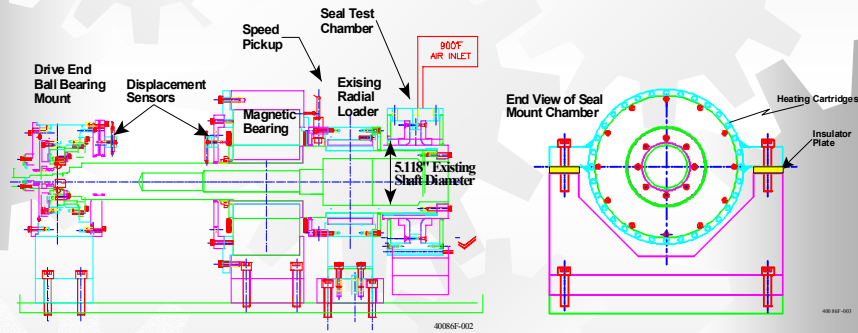 Seal Test
Chamber
Speed
Pickup
900°F
AIR INLET
Drive End
Ball Bearing
Mount
Displacement
Sensors
Exising
Radial
Loader
Magnetic
Bearing
5.118" Existing
Shaft Diameter
40086F-002
End View of Seal
Mount Chamber
Heating Cartridges
Insulator
Plate
40086F-003